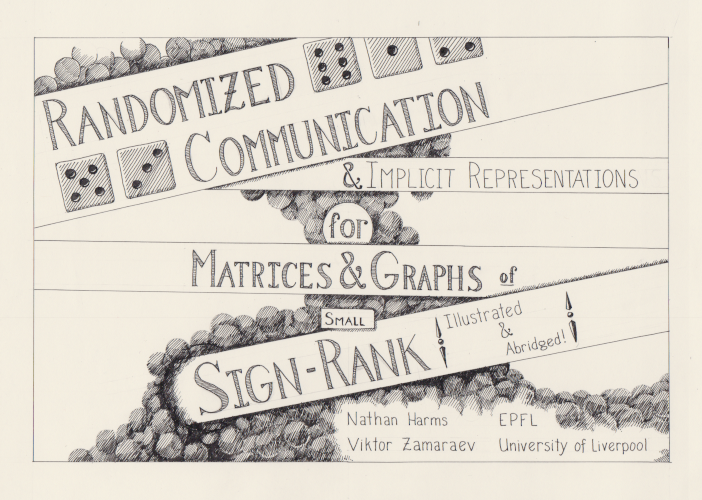 RANDOMIZED
COMMUNICATION
& IMPLICIT REPRESENTATIONS
for
MATRICES & GRAPHS of
SMALL
SIGN-RANK
Illustrated
&
Abridged!
Nathan Harms EPFL
Viktor Zamaraev University of Liverpool